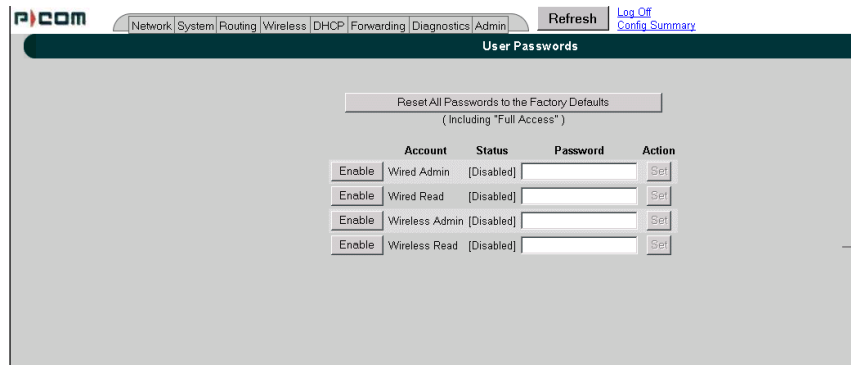 P)COM
Network System Routing Wireless DHCP Forwarding Diagnostics Admin Refresh Log Off
Config Summary
User Passwords
Reset All Passwords to the Factory Defaults
( Including "Full Access" )
Account Status Password Action
Enable Wired Admin [Disabled] Set
Enable Wired Read [Disabled] Set
Enable Wireless Admin [Disabled] Set
Enable Wireless Read [Disabled] Set